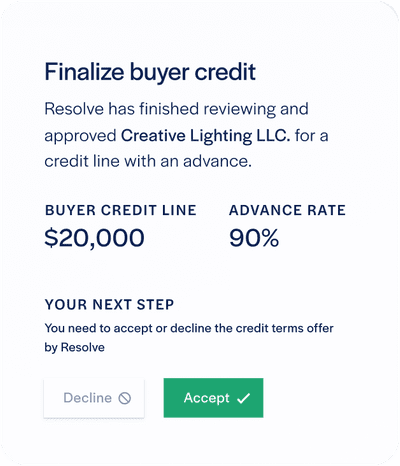 Finalize buyer credit
Resolve has finished reviewing and
approved Creative Lighting LLC. for a
credit line with an advance.
BUYER CREDIT LINE ADVANCE RATE
$20,000 90%
YOUR NEXT STEP
You need to accept or decline the credit terms offer
by Resolve
Decline Accept